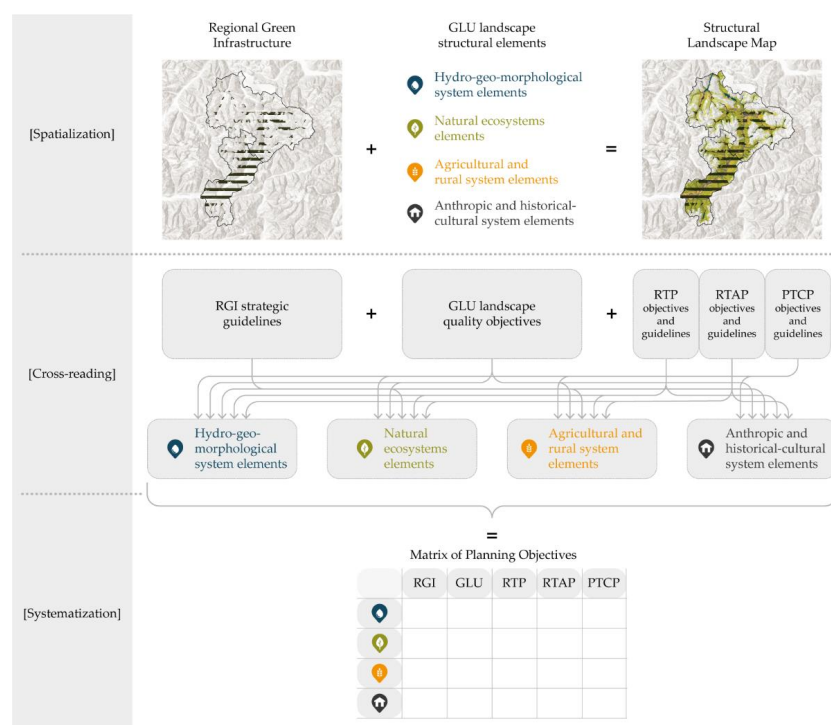 Regional Green
Infrastructure
GLU landscape
structural elements
Structural
Landscape Map
[Spatialization]
Hydro-geo-morphological
system elements
Natural ecosystems
elements
Agricultural and
rural system elements
Anthropic and historical-
cultural system elements
+
=
[Cross-reading]
RGI strategic
guidelines
+
GLU landscape
quality objectives
+
RTP
objectives
and
guidelines
RTAP
objectives
and
guidelines
PTCP
objectives
and
guidelines
Hydro-geo-
morphological
system elements
Natural
ecosystems
elements
Agricultural and
rural system
elements
Anthropic and
historical-cultural
system elements
[Systematization]
=
Matrix of Planning Objectives
RGI GLU RTP RTAP PTCP